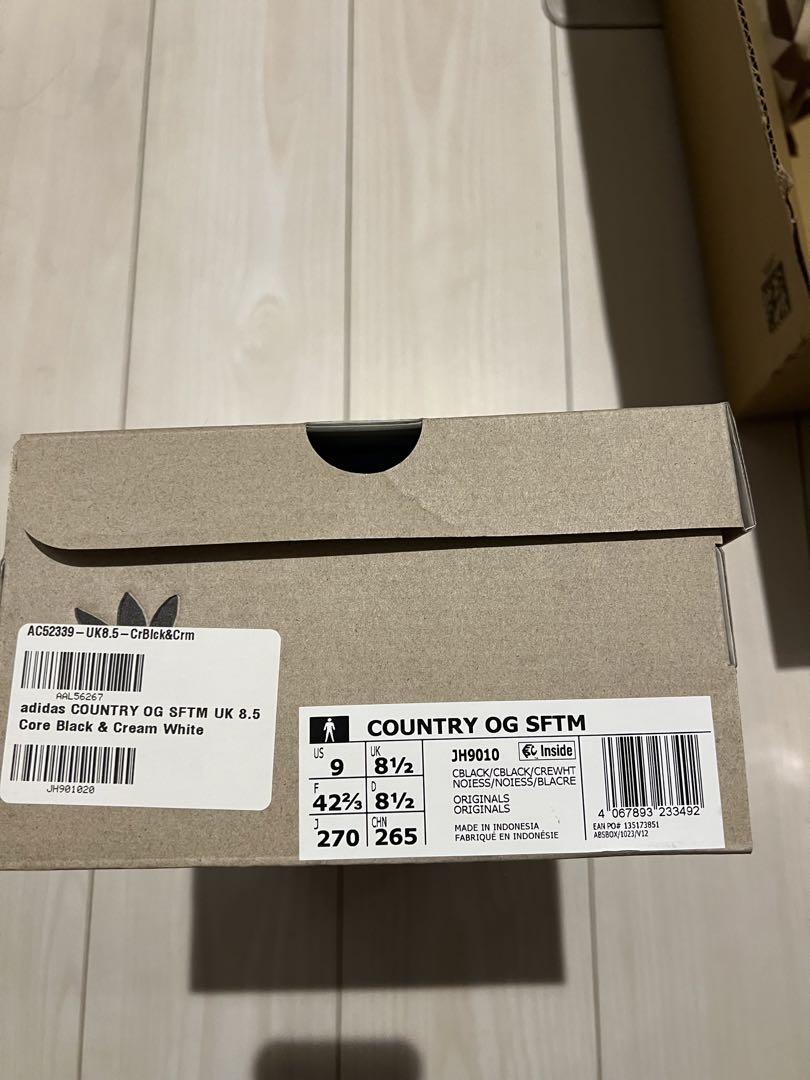 AC52339-UK8.5-CrBlck&Crm
AAL56267
adidas COUNTRY OG SFTM UK 8.5
Core Black & Cream White
JH901020
COUNTRY OG SFTM
US 9 UK 8½
F 42⅔ D 8½
J 270 CHN 265
JH9010 Inside
CBLACK/CBLACK/CREWHT
NOIESS/NOIESS/BLACRE
ORIGINALS
ORIGINALS
MADE IN INDONESIA
FABRIQUÉ EN INDONÉSIE
4 067893 233492
EAN PO# 135173851
ABSBOX/1023/V12